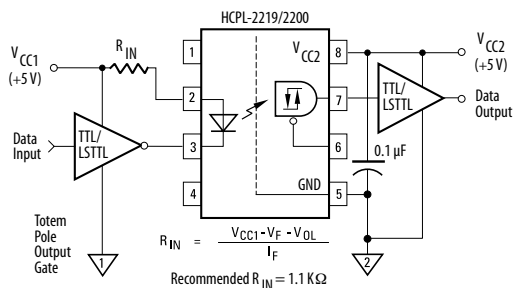 HCPL-2219/2200
V CC1
(+5 V)
R IN
1
2
3
4
V CC2
8
7
6
GND
5
V CC2
(+5 V)
TTL/
LSTTL
Data
Output
0.1 µF
Data
Input
TTL/
LSTTL
Totem
Pole
Output
Gate
1
2
R IN = V CC1 - V F - V OL
I F
Recommended R IN = 1.1 KΩ